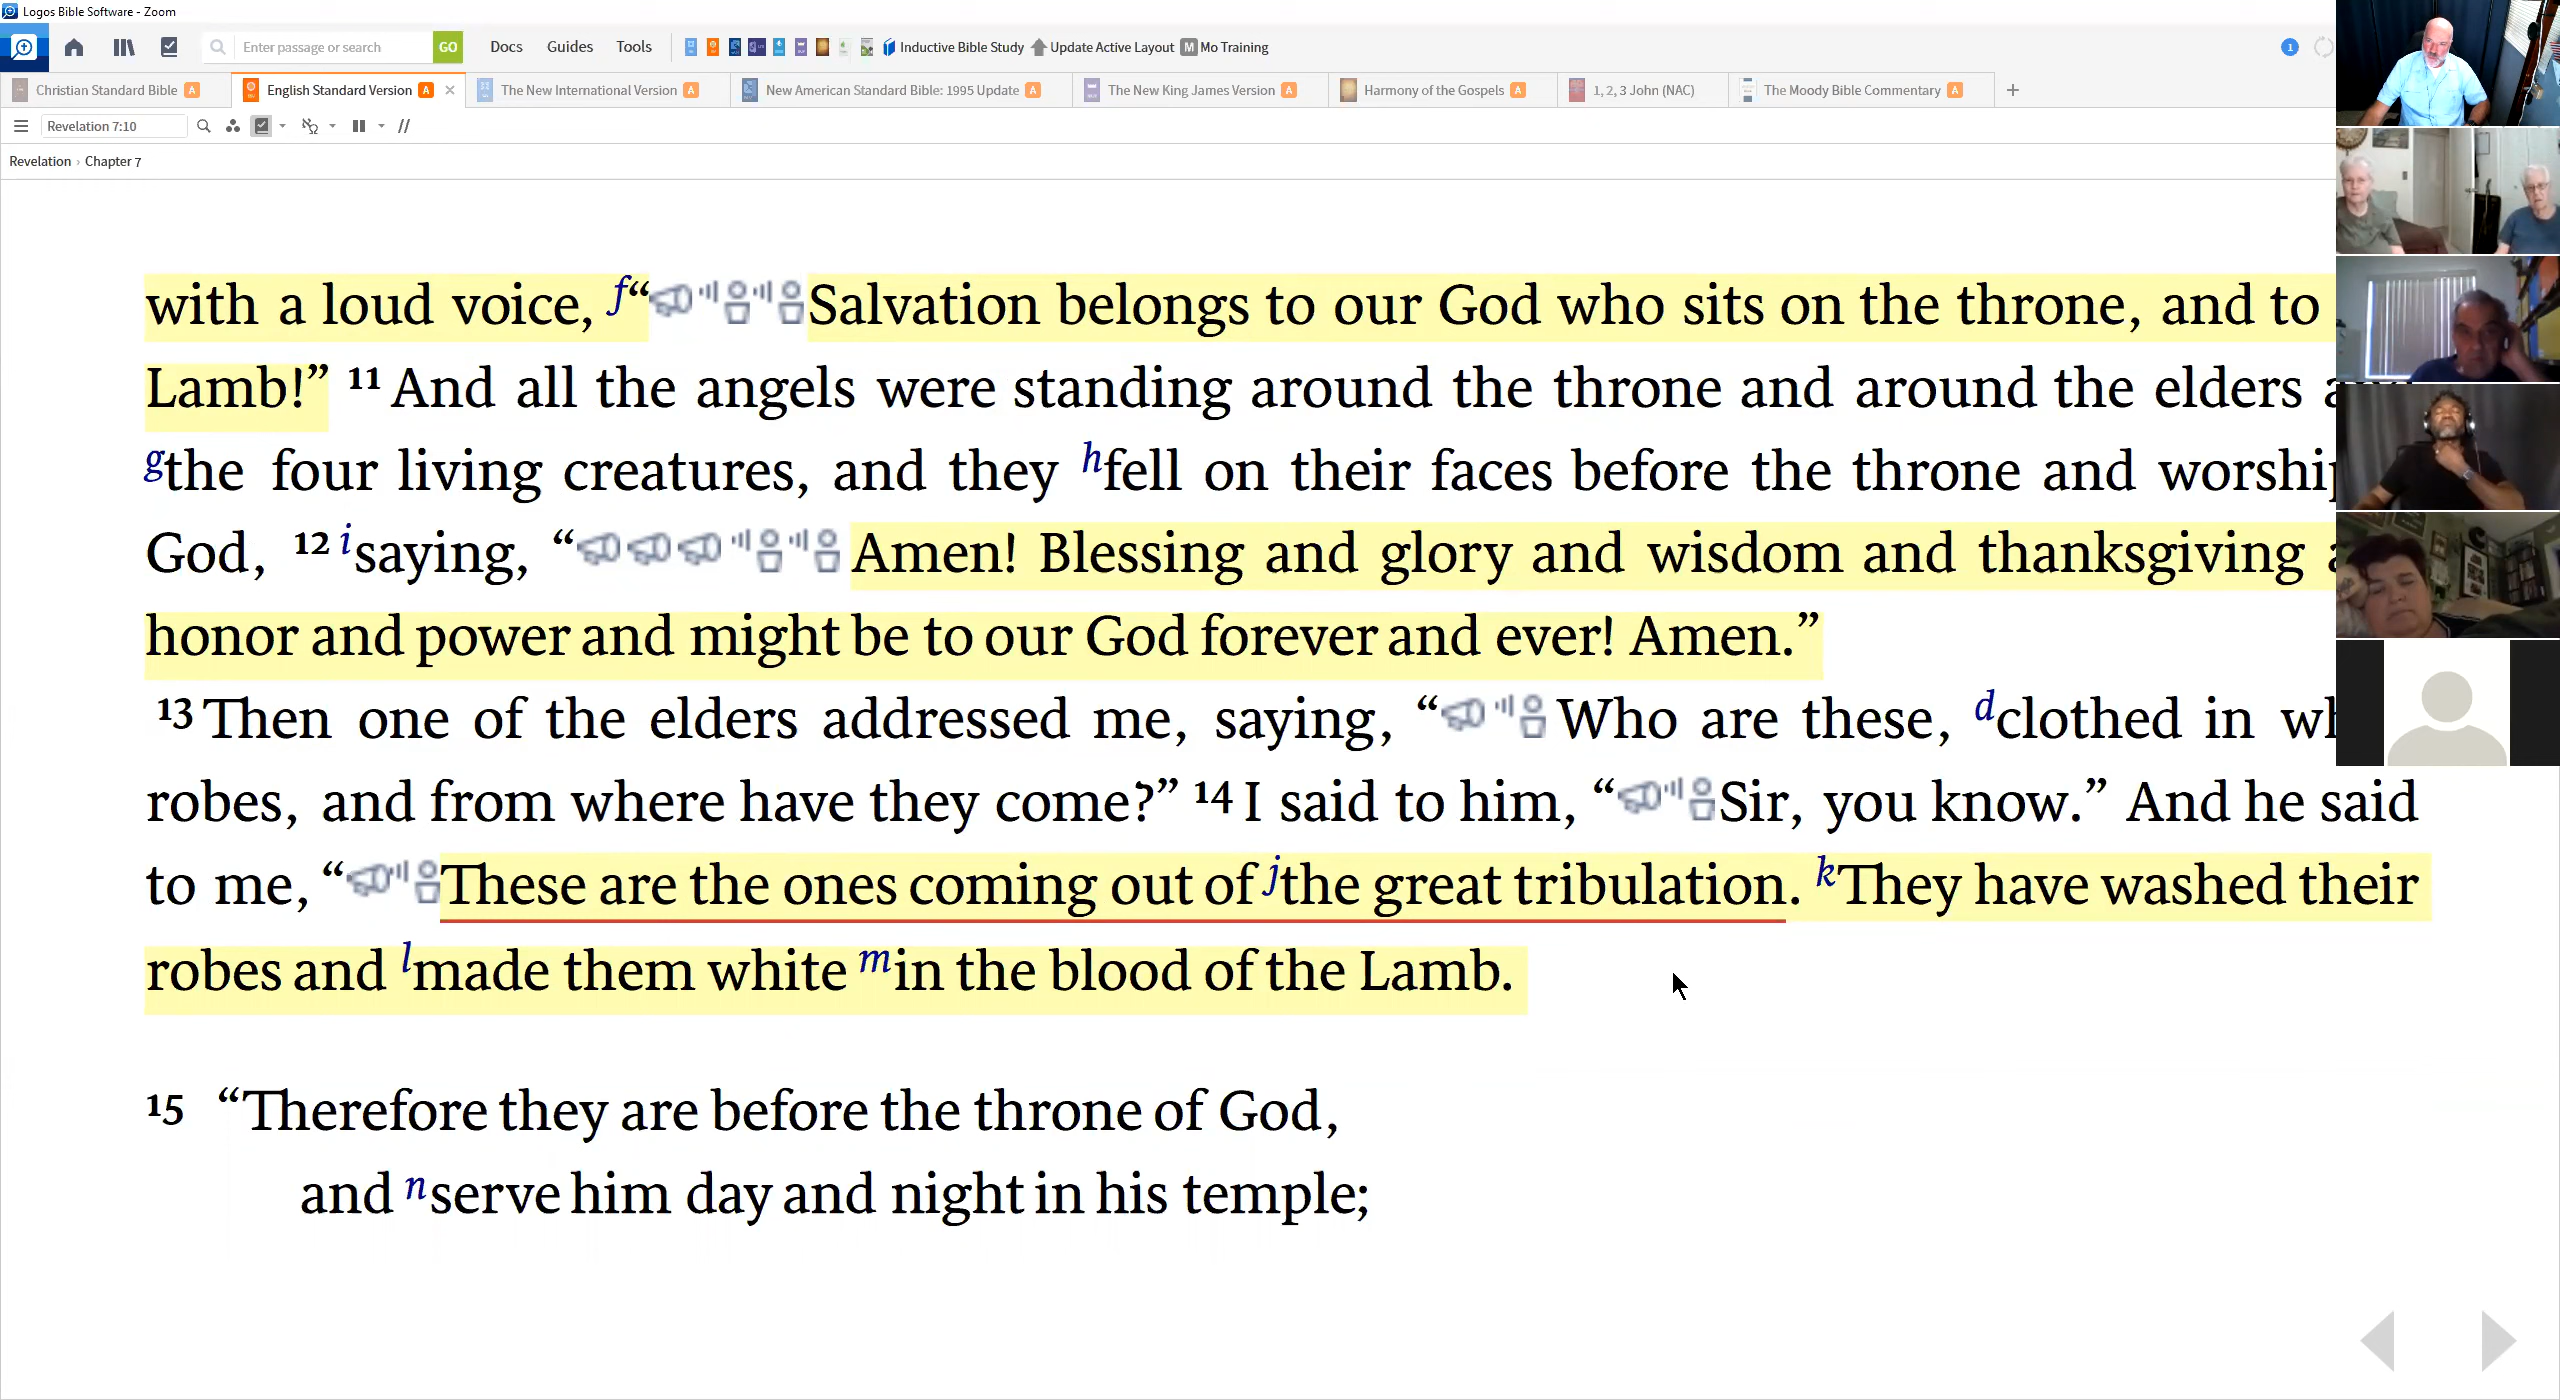 Logos Bible Software - Zoom
Enter passage or search GO Docs Guides Tools Inductive Bible Study Update Active Layout M Mo Training 1
Christian Standard Bible A English Standard Version A The New International Version A New American Standard Bible: 1995 Update A The New King James Version A Harmony of the Gospels A 1, 2, 3 John (NAC) The Moody Bible Commentary A
Revelation 7:10
Revelation › Chapter 7
with a loud voice, f“Salvation belongs to our God who sits on the throne, and to
Lamb!” 11 And all the angels were standing around the throne and around the elders
gthe four living creatures, and they hfell on their faces before the throne and worship
God, 12 isaying, “Amen! Blessing and glory and wisdom and thanksgiving
honor and power and might be to our God forever and ever! Amen.”
13 Then one of the elders addressed me, saying, “Who are these, dclothed in
robes, and from where have they come?” 14 I said to him, “Sir, you know.” And he said
to me, “These are the ones coming out of jthe great tribulation. kThey have washed their
robes and lmade them white min the blood of the Lamb.
15 “Therefore they are before the throne of God,
and nserve him day and night in his temple;